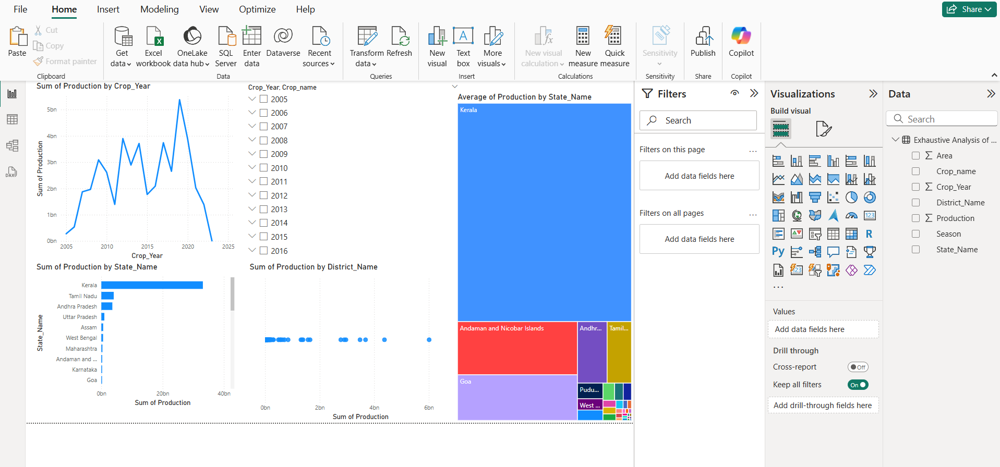 File Home Insert Modeling View Optimize Help Share
Paste
Cut
Copy
Format painter
Clipboard
Get data
Excel workbook
OneLake data hub
SQL Server
Enter data
Dataverse
Recent sources
Data
Transform data
Refresh
Queries
New visual
Text box
More visuals
Insert
New visual calculation
New measure
Quick measure
Calculations
Sensitivity
Sensitivity
Publish
Share
Copilot
Copilot
DAX
Sum of Production by Crop_Year
Sum of Production
5bn
4bn
3bn
2bn
1bn
0bn
2005 2010 2015 2020 2025
Crop_Year
Crop_Year, Crop_name
2005
2006
2007
2008
2009
2010
2011
2012
2013
2014
2015
2016
Sum of Production by State_Name
State_Name
Kerala
Tamil Nadu
Andhra Pradesh
Uttar Pradesh
Assam
West Bengal
Maharashtra
Andaman and ...
Karnataka
Goa
0bn 20bn 40bn
Sum of Production
Sum of Production by District_Name
0bn 2bn 4bn 6bn
Sum of Production
Average of Production by State_Name
Kerala
Andaman and Nicobar Islands
Andhr...
Tamil...
Goa
Pudu...
West ...
Filters
Search
Filters on this page ...
Add data fields here
Filters on all pages ...
Add data fields here
Visualizations
Build visual
123
R
Py
123
...
Values
Add data fields here
Drill through
Cross-report Off
Keep all filters On
Add drill-through fields here
Data
Search
Exhaustive Analysis of ...
Σ Area
Crop_name
Σ Crop_Year
District_Name
Σ Production
Season
State_Name